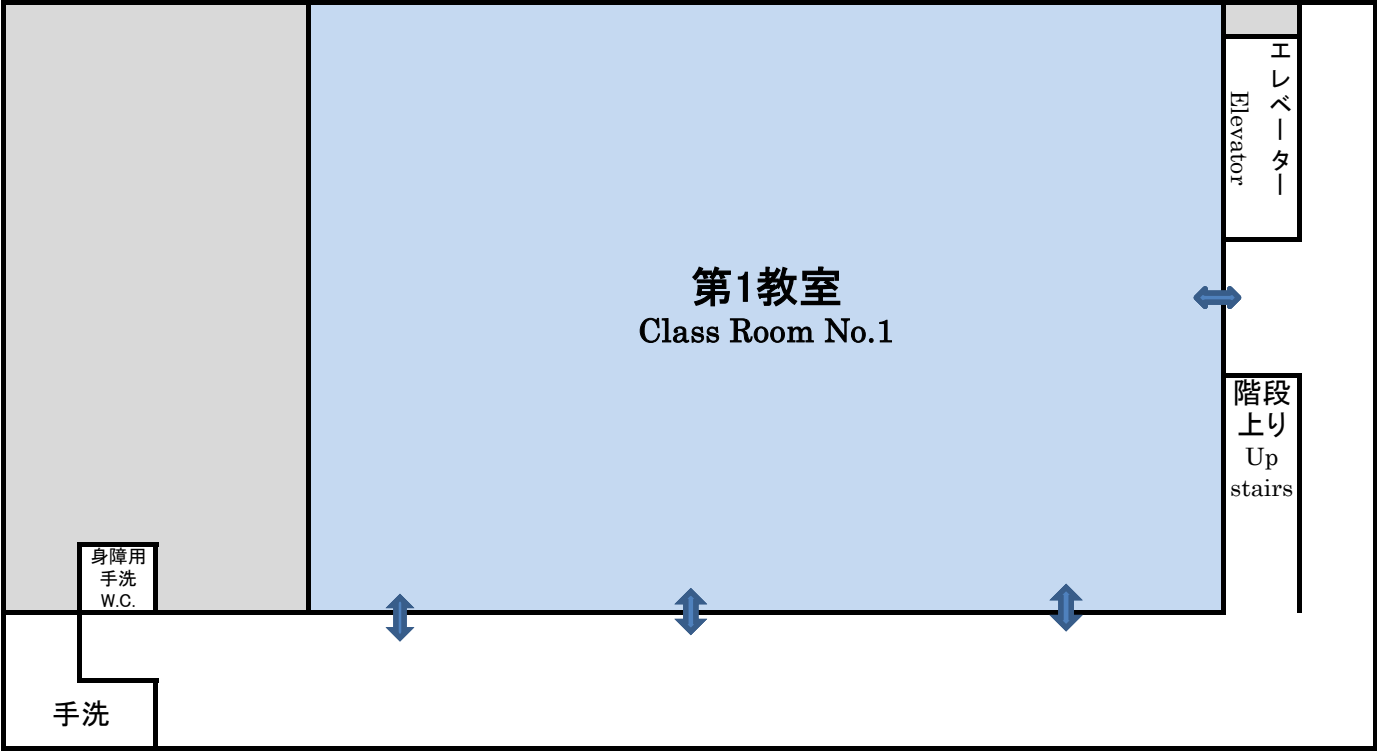 エレベーター
Elevator
第1教室
Class Room No.1
階段
上り
Up
stairs
身障用
手洗
W.C.
手洗